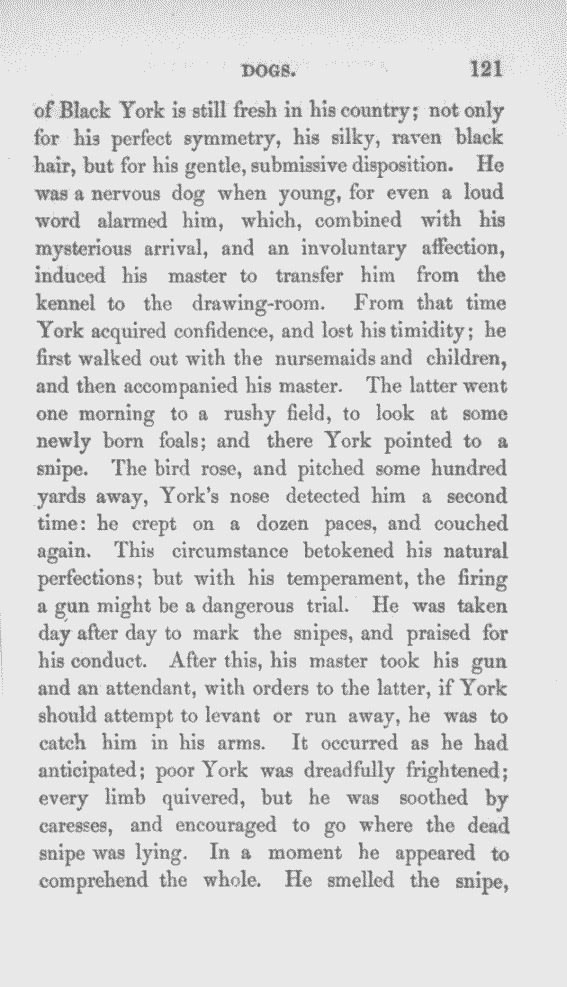 DOGS. 121
of Black York is still fresh in his country; not only
for his perfect symmetry, his silky, raven black
hair, but for his gentle, submissive disposition. He
was a nervous dog when young, for even a loud
word alarmed him, which, combined with his
mysterious arrival, and an involuntary affection,
induced his master to transfer him from the
kennel to the drawing-room. From that time
York acquired confidence, and lost his timidity; he
first walked out with the nursemaids and children,
and then accompanied his master. The latter went
one morning to a rushy field, to look at some
newly born foals; and there York pointed to a
snipe. The bird rose, and pitched some hundred
yards away, York's nose detected him a second
time: he crept on a dozen paces, and couched
again. This circumstance betokened his natural
perfections; but with his temperament, the firing
a gun might be a dangerous trial. He was taken
day after day to mark the snipes, and praised for
his conduct. After this, his master took his gun
and an attendant, with orders to the latter, if York
should attempt to levant or run away, he was to
catch him in his arms. It occurred as he had
anticipated; poor York was dreadfully frightened;
every limb quivered, but he was soothed by
caresses, and encouraged to go where the dead
snipe was lying. In a moment he appeared to
comprehend the whole. He smelled the snipe,